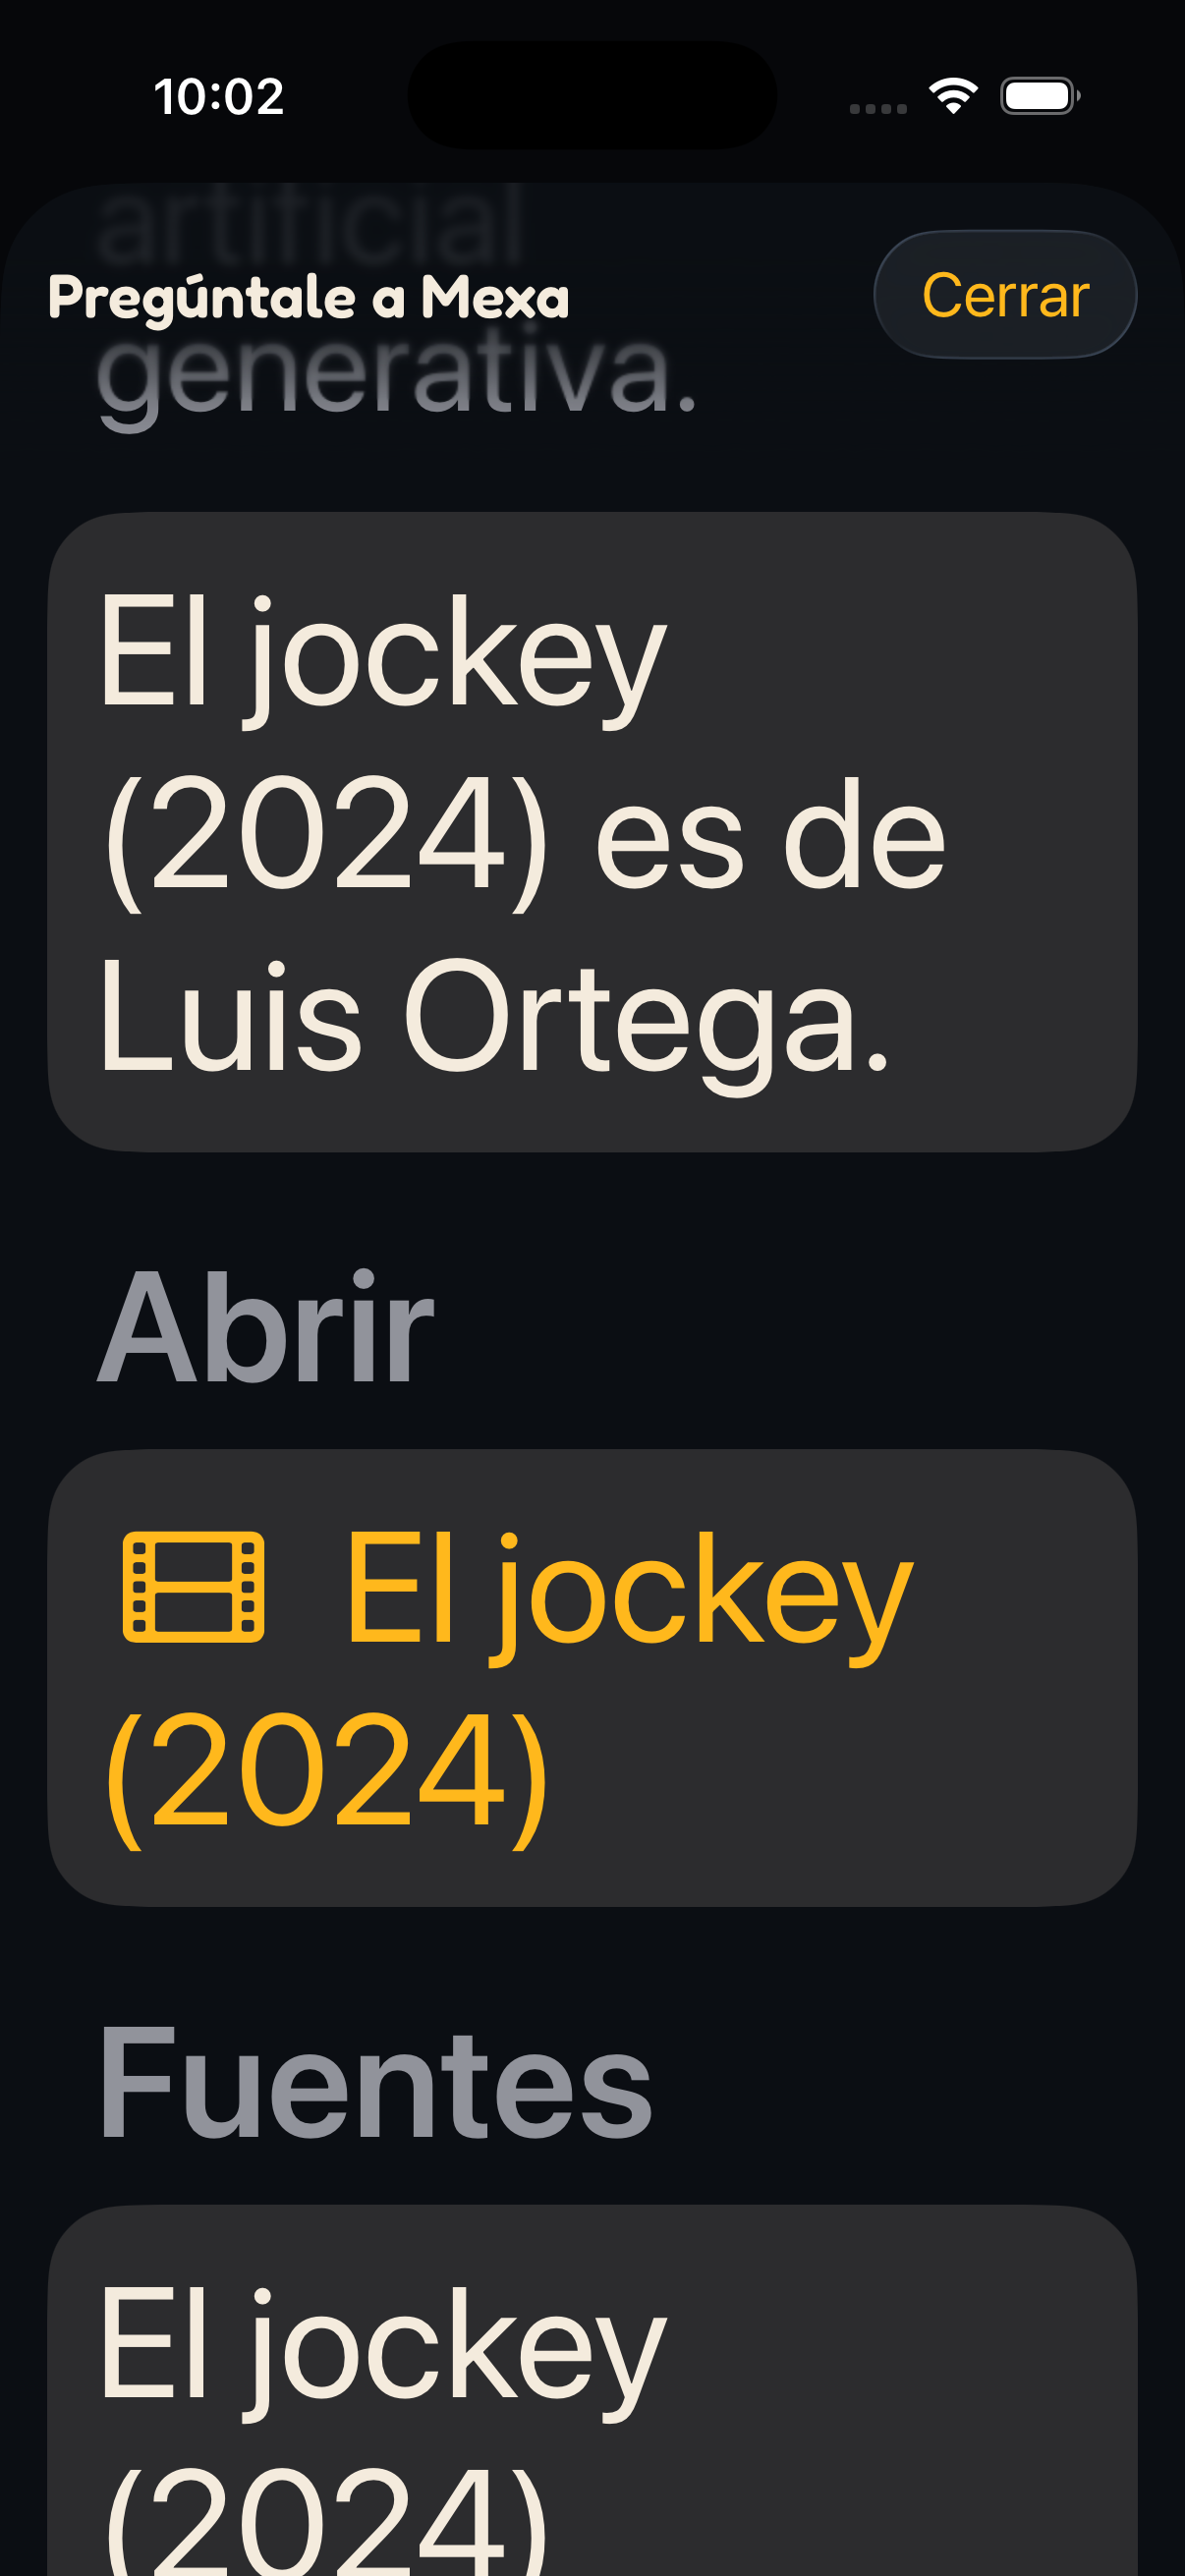 10:02
artificial
Pregúntale a Mexa
Cerrar
generativa.
El jockey
(2024) es de
Luis Ortega.
Abrir
El jockey
(2024)
Fuentes
El jockey
(2024)